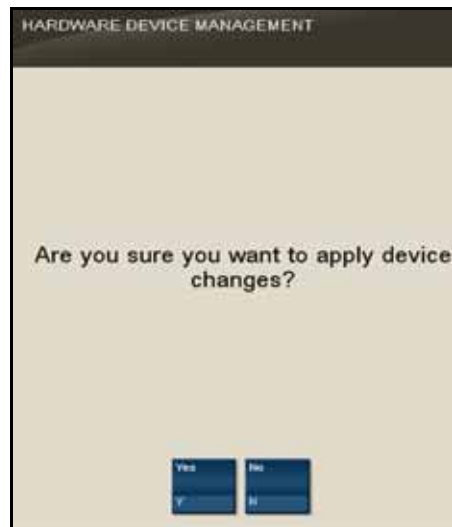 HARDWARE DEVICE MANAGEMENT
Are you sure you want to apply device
changes?
Yes No
Y N